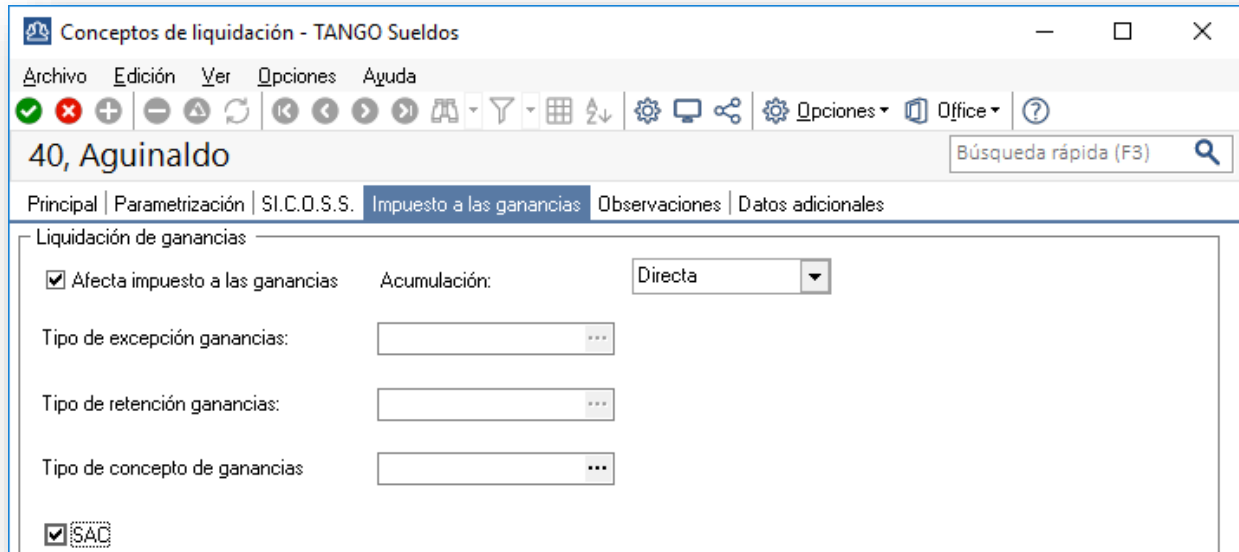 Conceptos de liquidación - TANGO Sueldos
Archivo Edición Ver Opciones Ayuda
Opciones Office
40, Aguinaldo Búsqueda rápida (F3)
Principal Parametrización SI.C.O.S.S. Impuesto a las ganancias Observaciones Datos adicionales
Liquidación de ganancias
Afecta impuesto a las ganancias Acumulación: Directa
Tipo de excepción ganancias: ...
Tipo de retención ganancias: ...
Tipo de concepto de ganancias ...
SAC